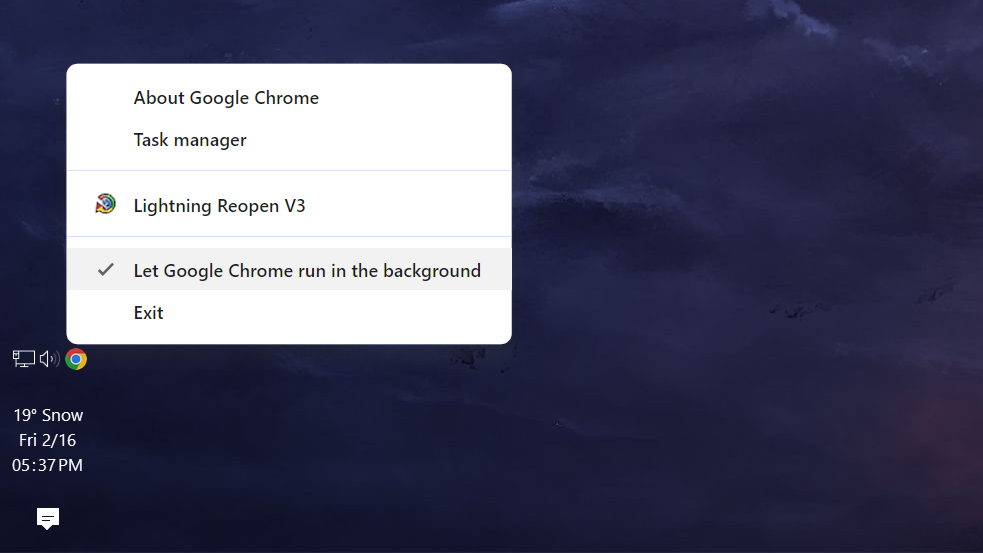 About Google Chrome
Task manager
Lightning Reopen V3
Let Google Chrome run in the background
Exit
19° Snow
Fri 2/16
05:37 PM